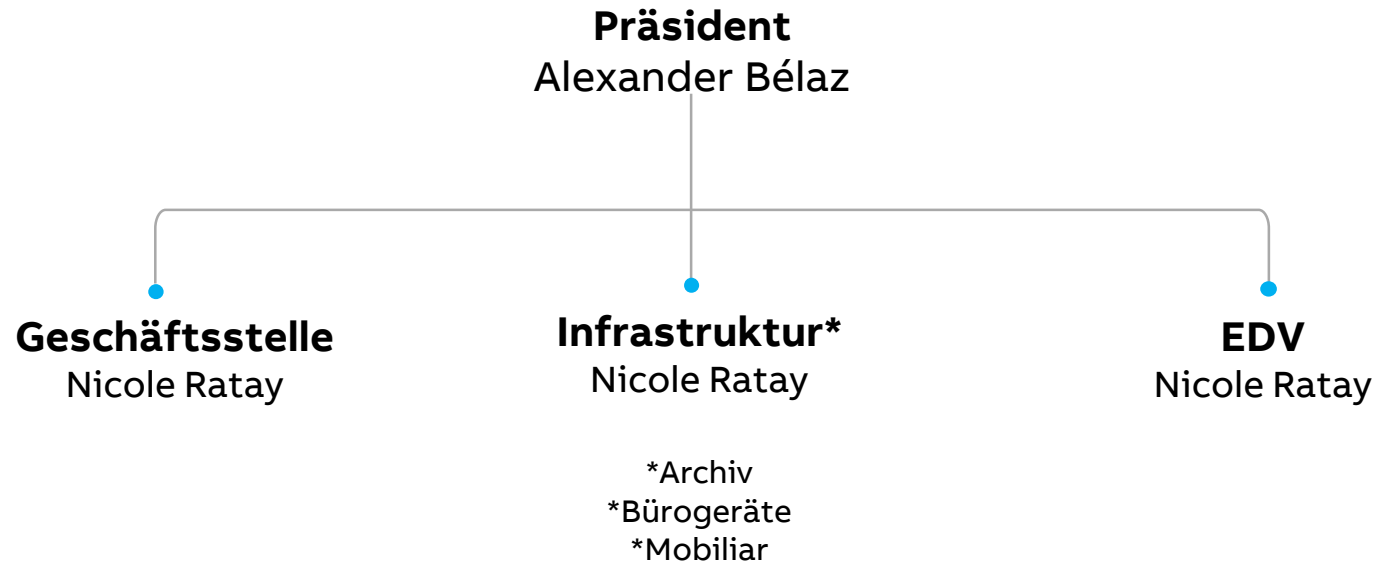 Präsident
Alexander Bélaz
Geschäftsstelle
Nicole Ratay
Infrastruktur*
Nicole Ratay
*Archiv
*Bürogeräte
*Mobiliar
EDV
Nicole Ratay